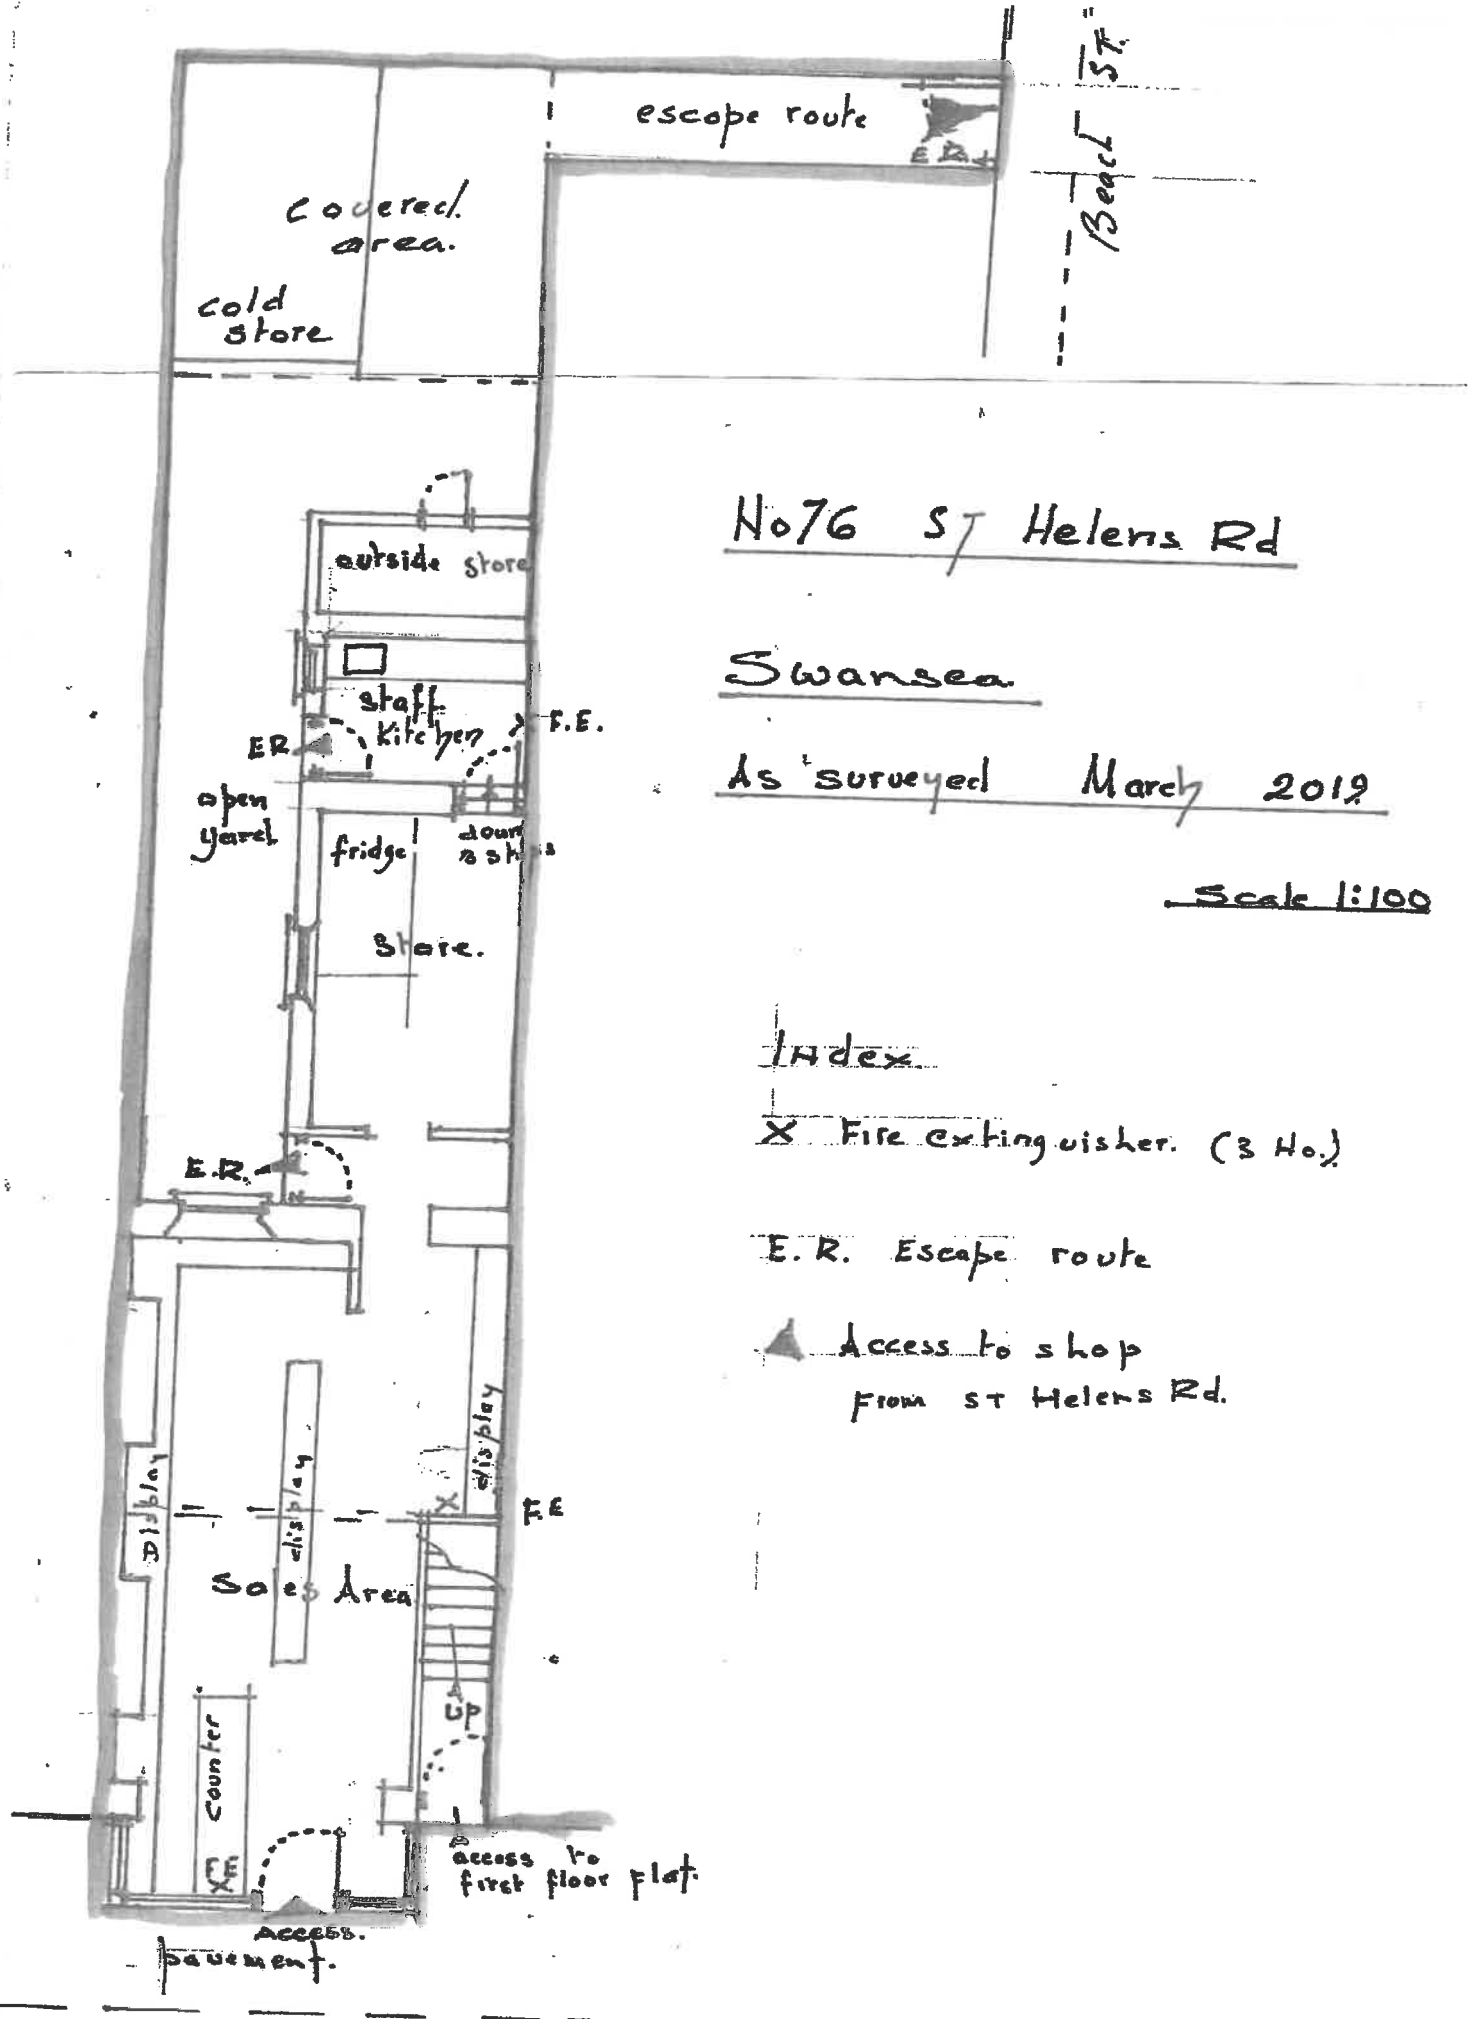 Beach ST."
escape route
E.R.
covered
area.
cold
store
No 76 ST Helens Rd
outside store
Swansea
staff
Kitchen
F.E.
ER
As surveyed March 2019
open
yard
fridge
down
Scale 1:100
Store.
Index
X Fire extinguisher. (3 No.)
E.R.
E.R. Escape route
Access to shop
From ST Helens Rd.
display
Display
display
X
F.E
Sales Area
UP
counter
X F.E
access to
first floor flat.
Access.
pavement.